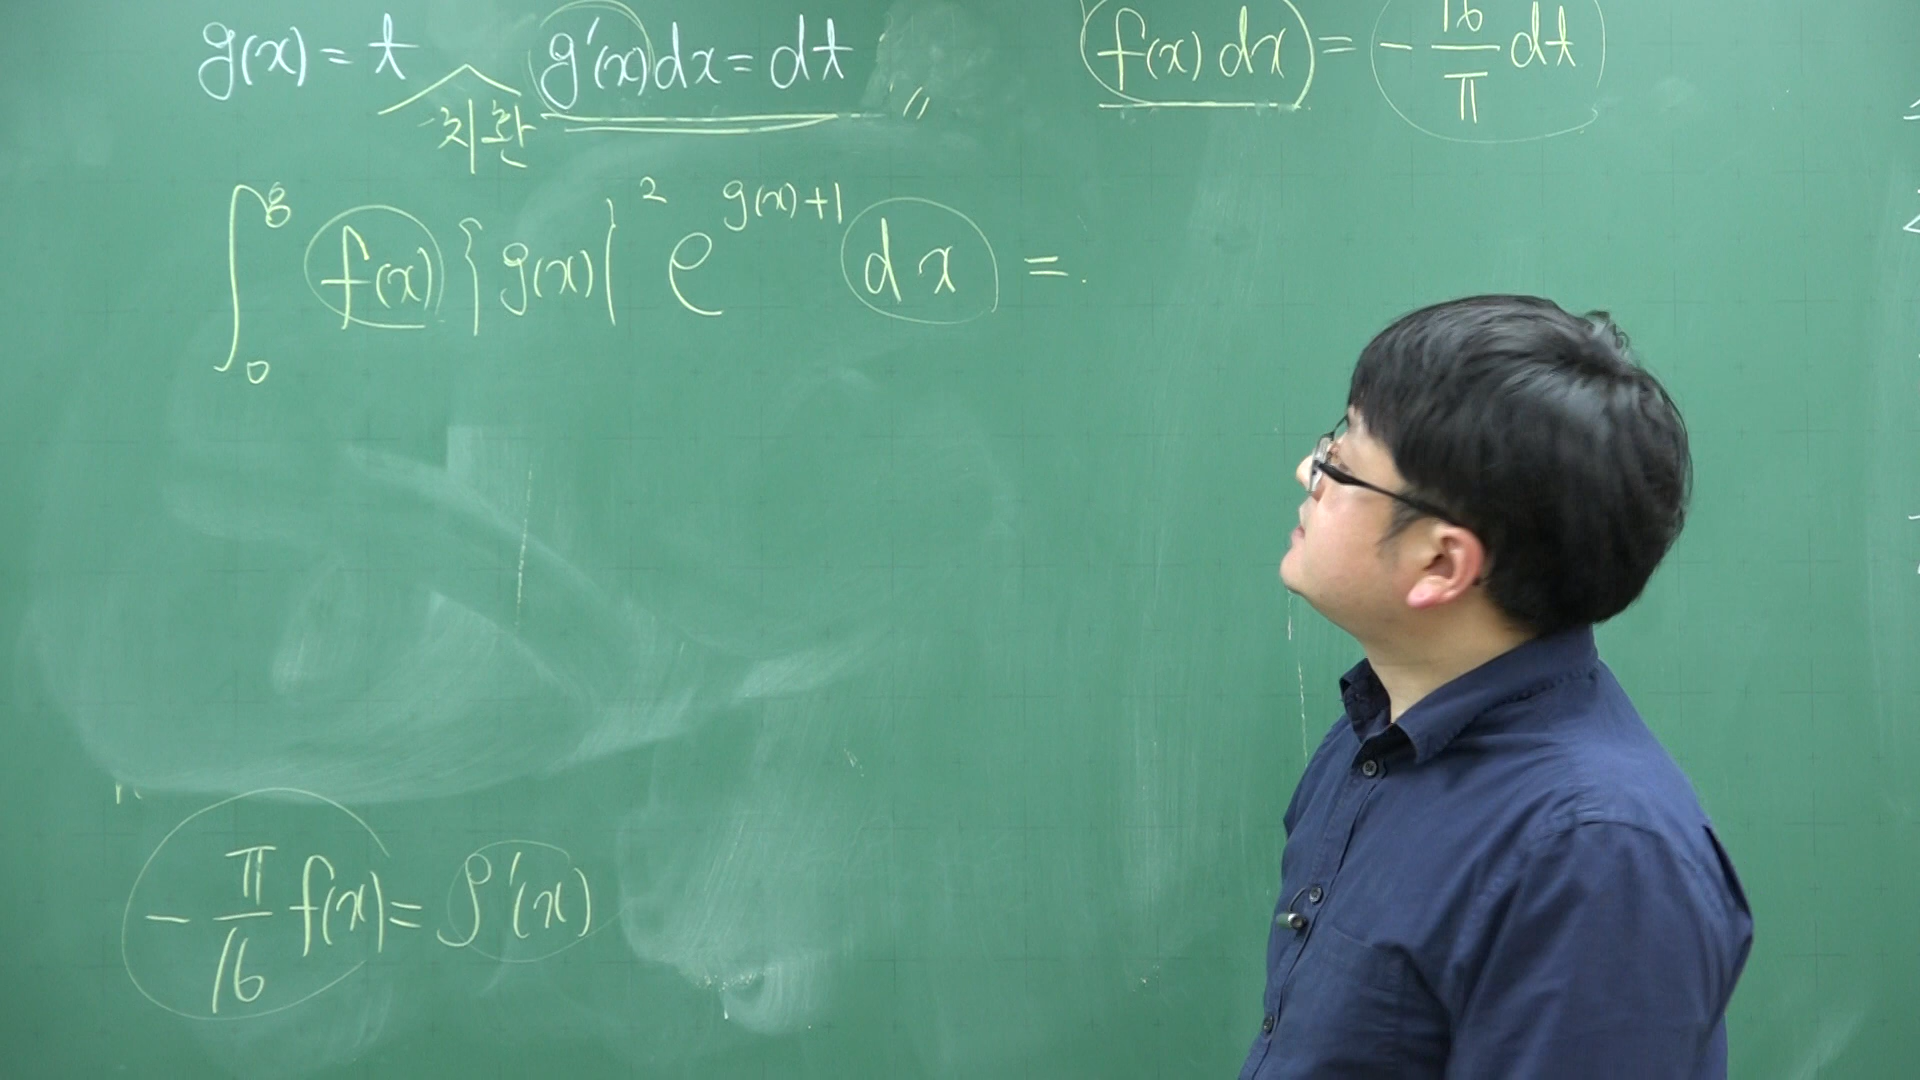 g(x) = t g′(x)dx = dt
치환
f(x) dx = - 16/π dt
∫₀⁸ f(x) {g(x)}² e^{g(x)+1} dx =
- π/16 f(x) = g′(x)